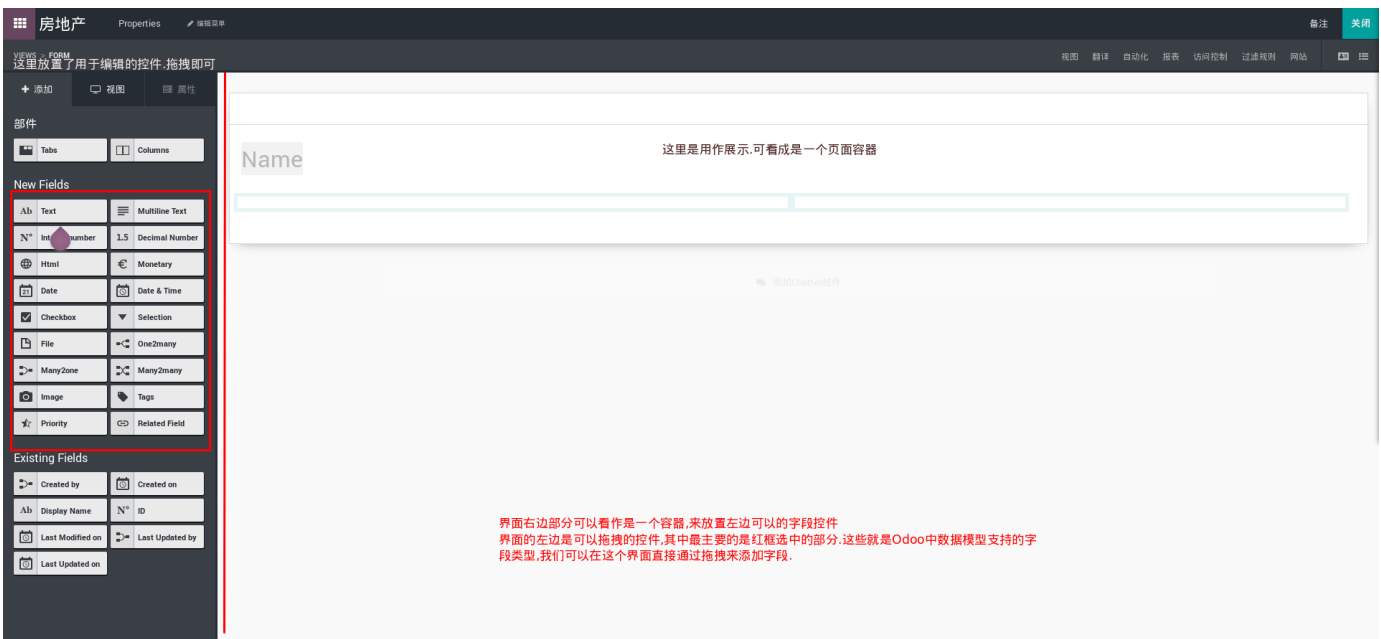 房地产 Properties 编辑菜单 备注 关闭
VIEWS > FORM
这里放置了用于编辑的控件.拖拽即可
视图 翻译 自动化 报表 访问控制 过滤规则 网站
添加 视图 属性
部件
Tabs Columns
New Fields
Ab Text Multiline Text
N° number 1.5 Decimal Number
Html € Monetary
21 Date Date & Time
Checkbox Selection
File One2many
Many2one Many2many
Image Tags
Priority Related Field
Existing Fields
Created by Created on
Ab Display Name N° ID
Last Modified on Last Updated by
Last Updated on
Name
这里是用作展示.可看成是一个页面容器
添加Chatter挂件
界面右边部分可以看作是一个容器,来放置左边可以的字段控件
界面的左边是可以拖拽的控件,其中最主要的是红框选中的部分.这些就是Odoo中数据模型支持的字
段类型,我们可以在这个界面直接通过拖拽来添加字段.